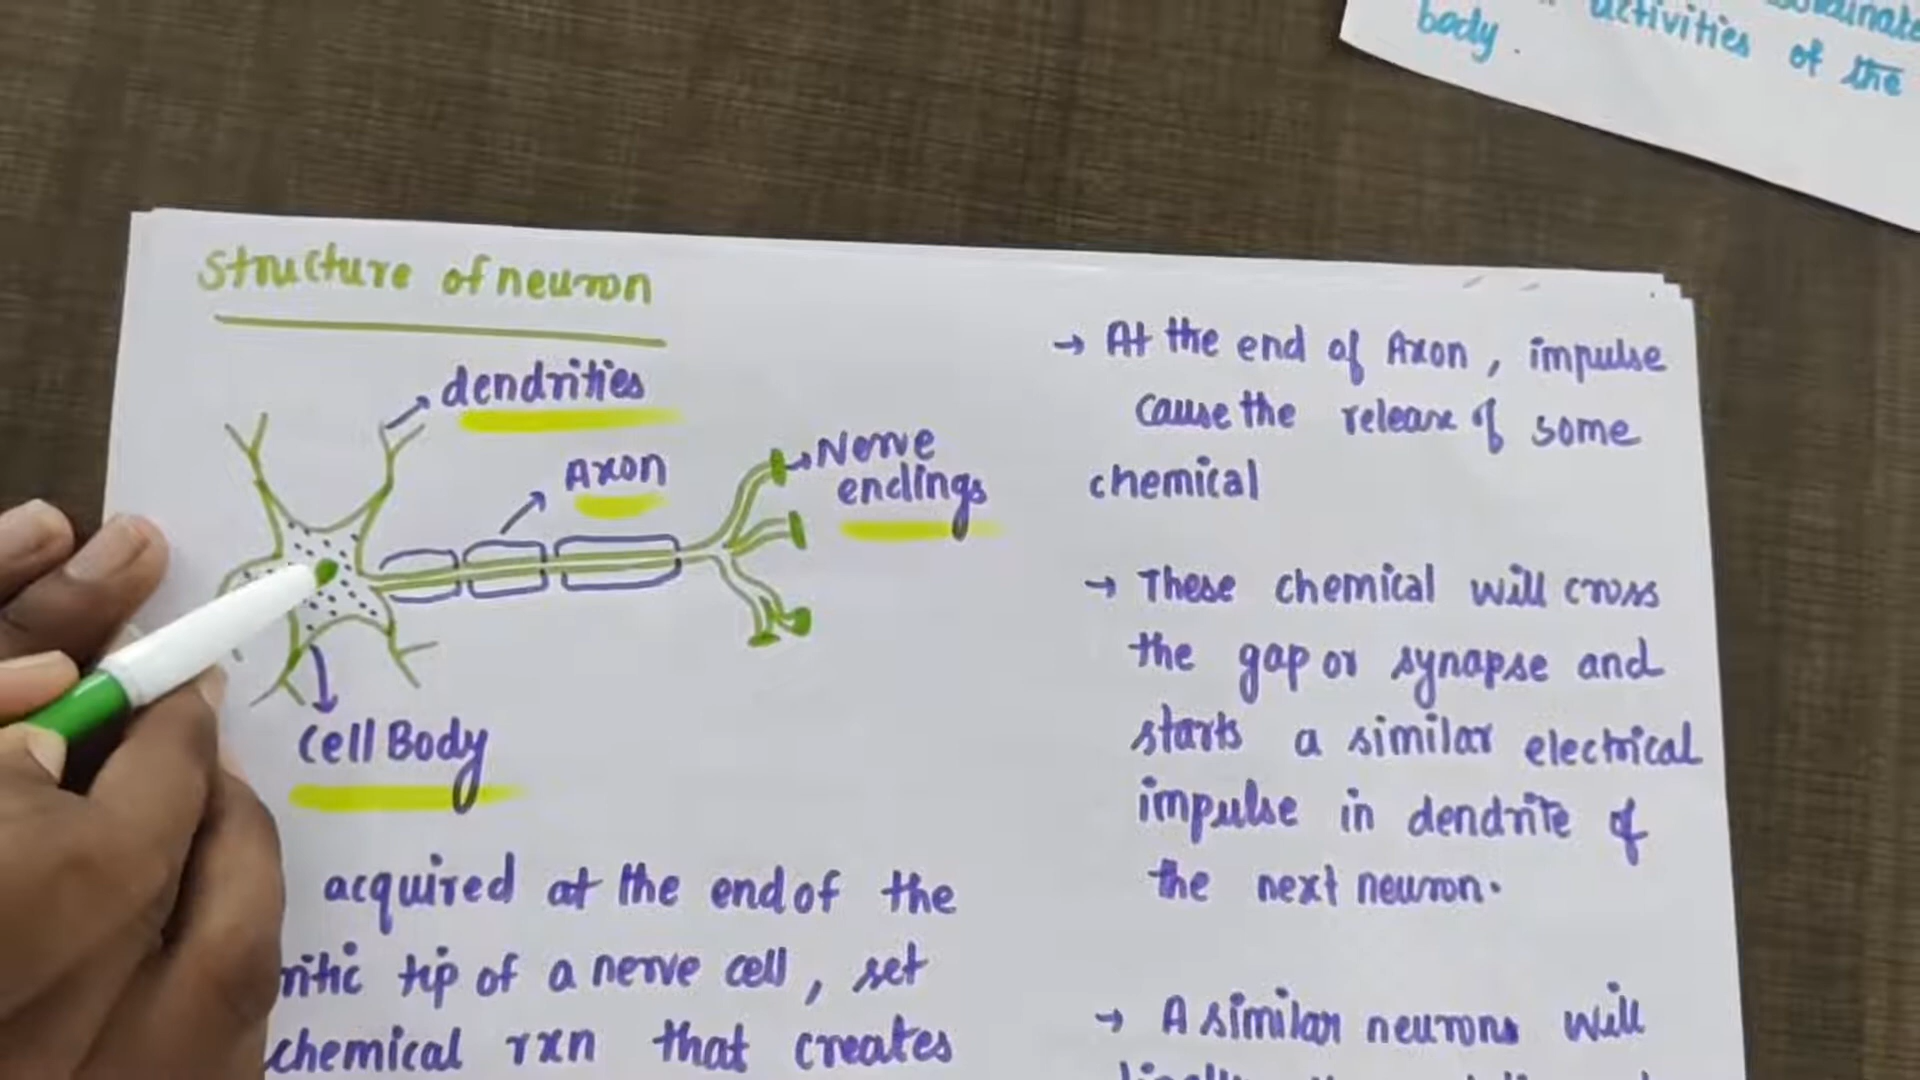 body.
activities of the
Structure of neuron
dendrities
Axon
Nerve
endings
Cell Body
acquired at the end of the
tip of a nerve cell, set
chemical rxn that creates
→ At the end of Axon, impulse
cause the release of some
chemical
→ These chemical will cross
the gap or synapse and
starts a similar electrical
impulse in dendrite of
the next neuron.
→ A similar neurons will